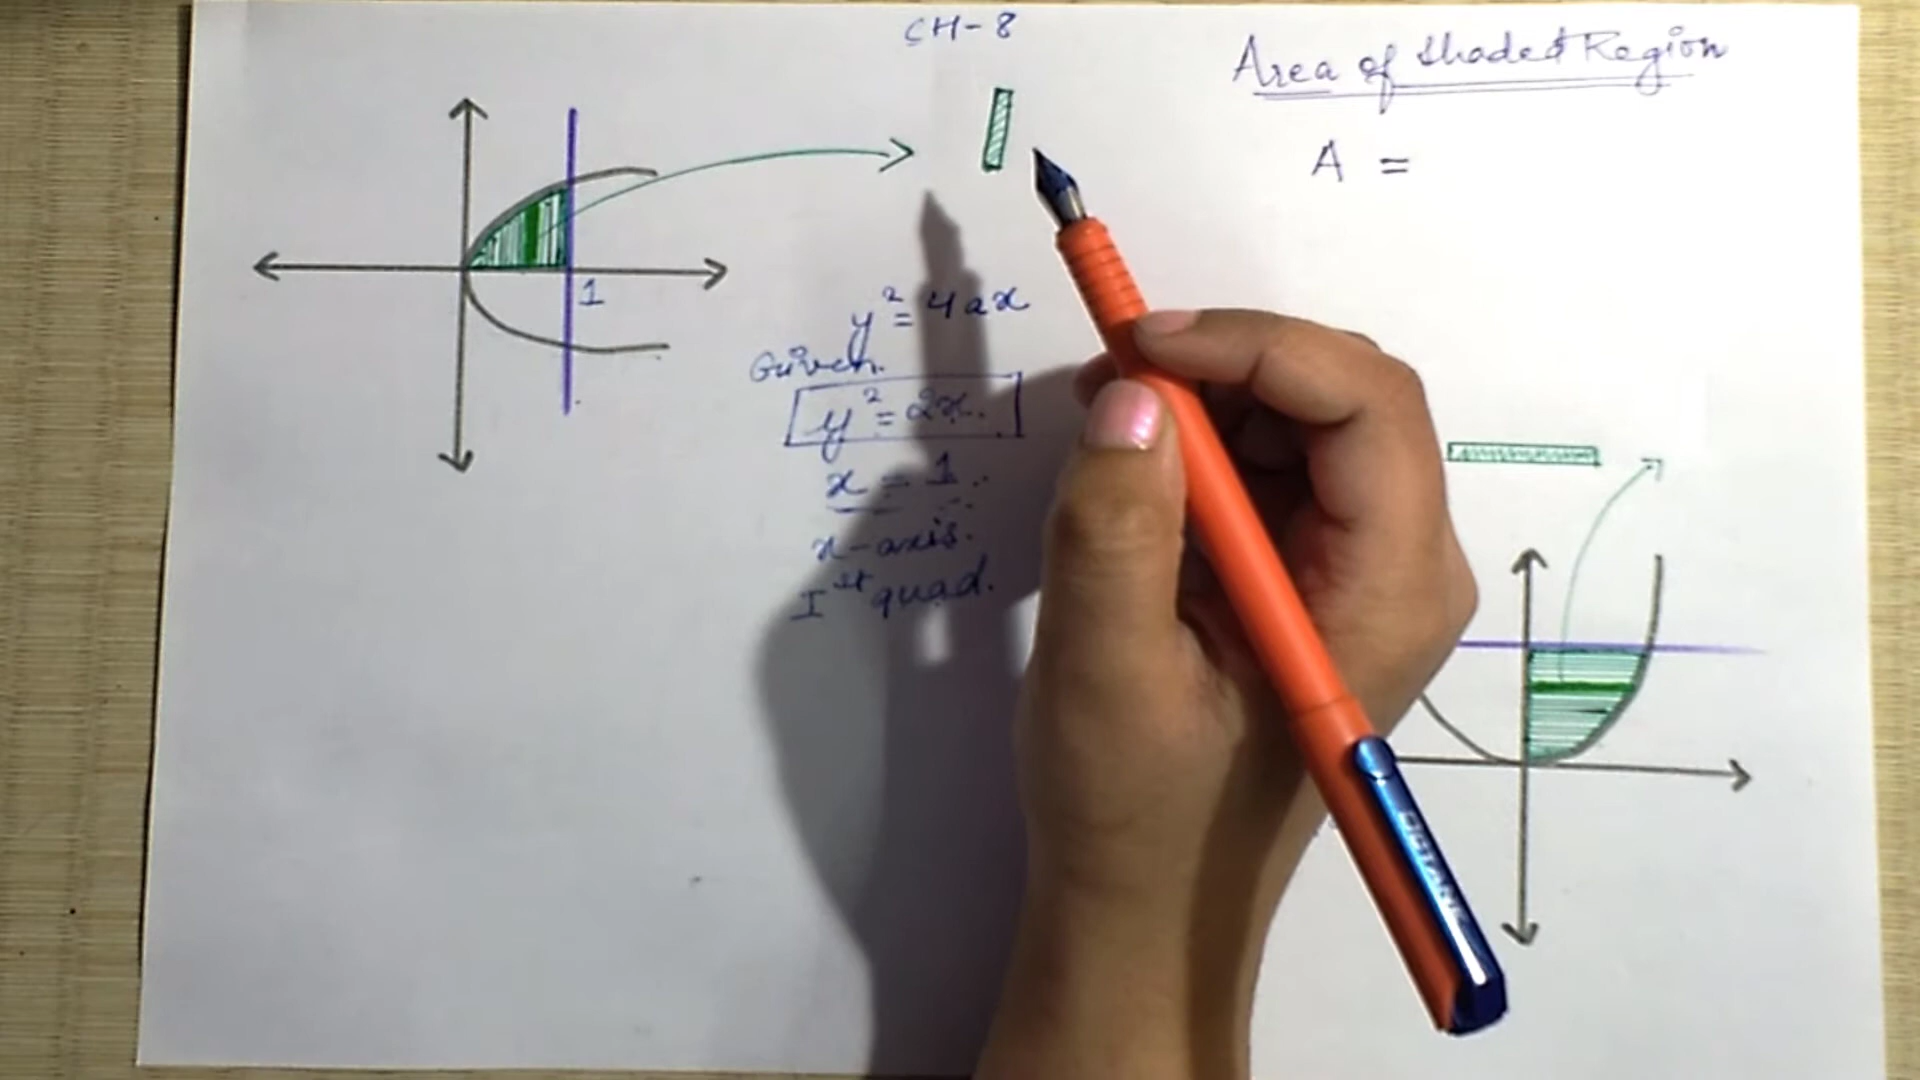 CH-8
Area of shaded Region
A =
1
y² = 4ax
Given.
y² = 2x.
x = 1.
x-axis.
Iˢᵗ quad.